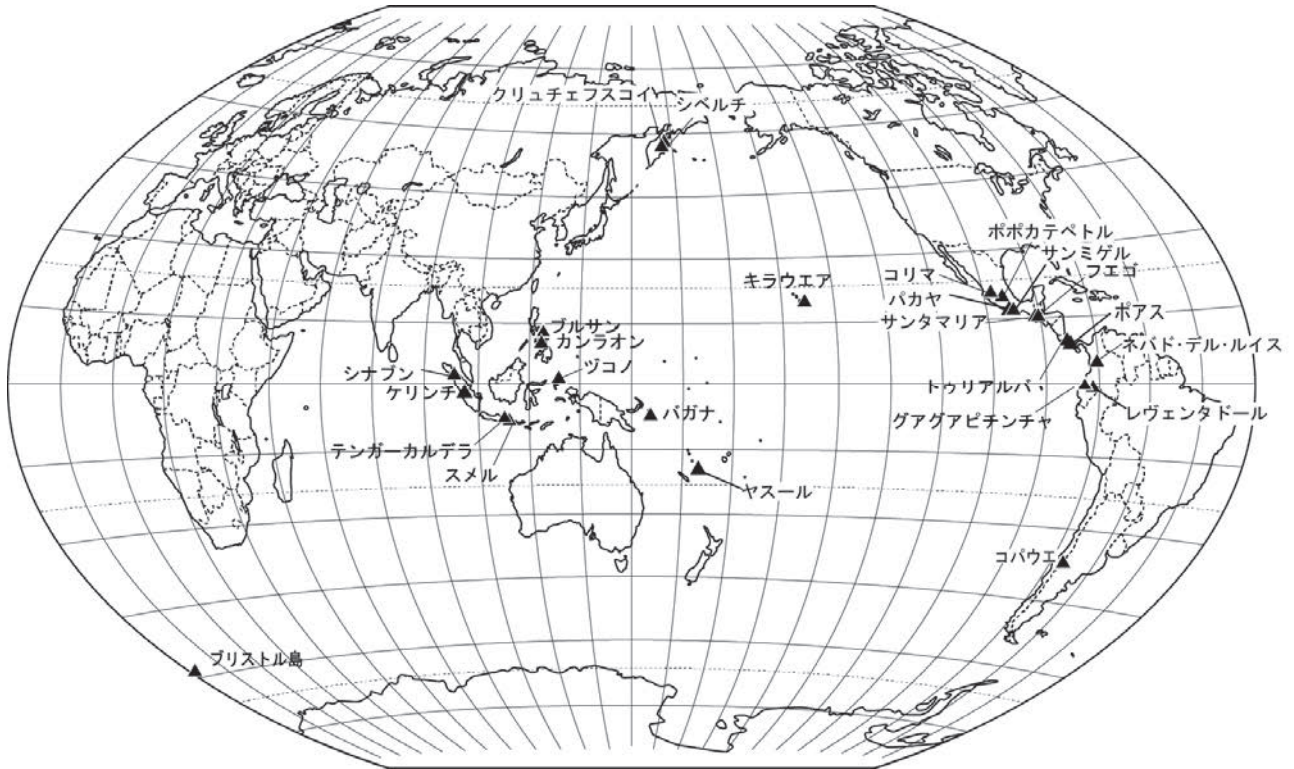 クリュチェフスコイ
シベルチ
ポポカテペトル
サンミゲル
フエゴ
コリマ
キラウエア
パカヤ
サンタマリア
ポアス
ブルサン
カンラオン
ネバド・デル・ルイス
ヅコノ
シナブン
ケリンチ
トゥリアルバ
バガナ
グアグアピチンチャ
レヴェンタドール
テンガーカルデラ
スメル
ヤスール
コパウエ
ブリストル島